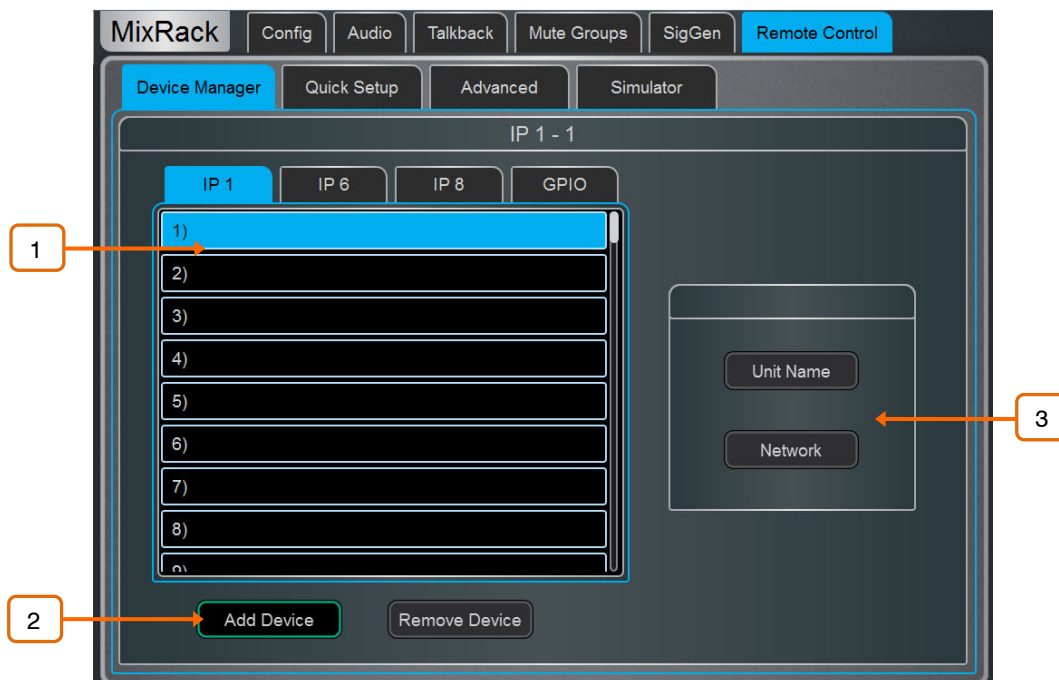 MixRack Config Audio Talkback Mute Groups SigGen Remote Control
Device Manager Quick Setup Advanced Simulator
IP 1 - 1
IP 1 IP 6 IP 8 GPIO
1)
1
2)
3)
4)
5)
6)
7)
8)
9)
Unit Name
3
Network
2
Add Device Remove Device